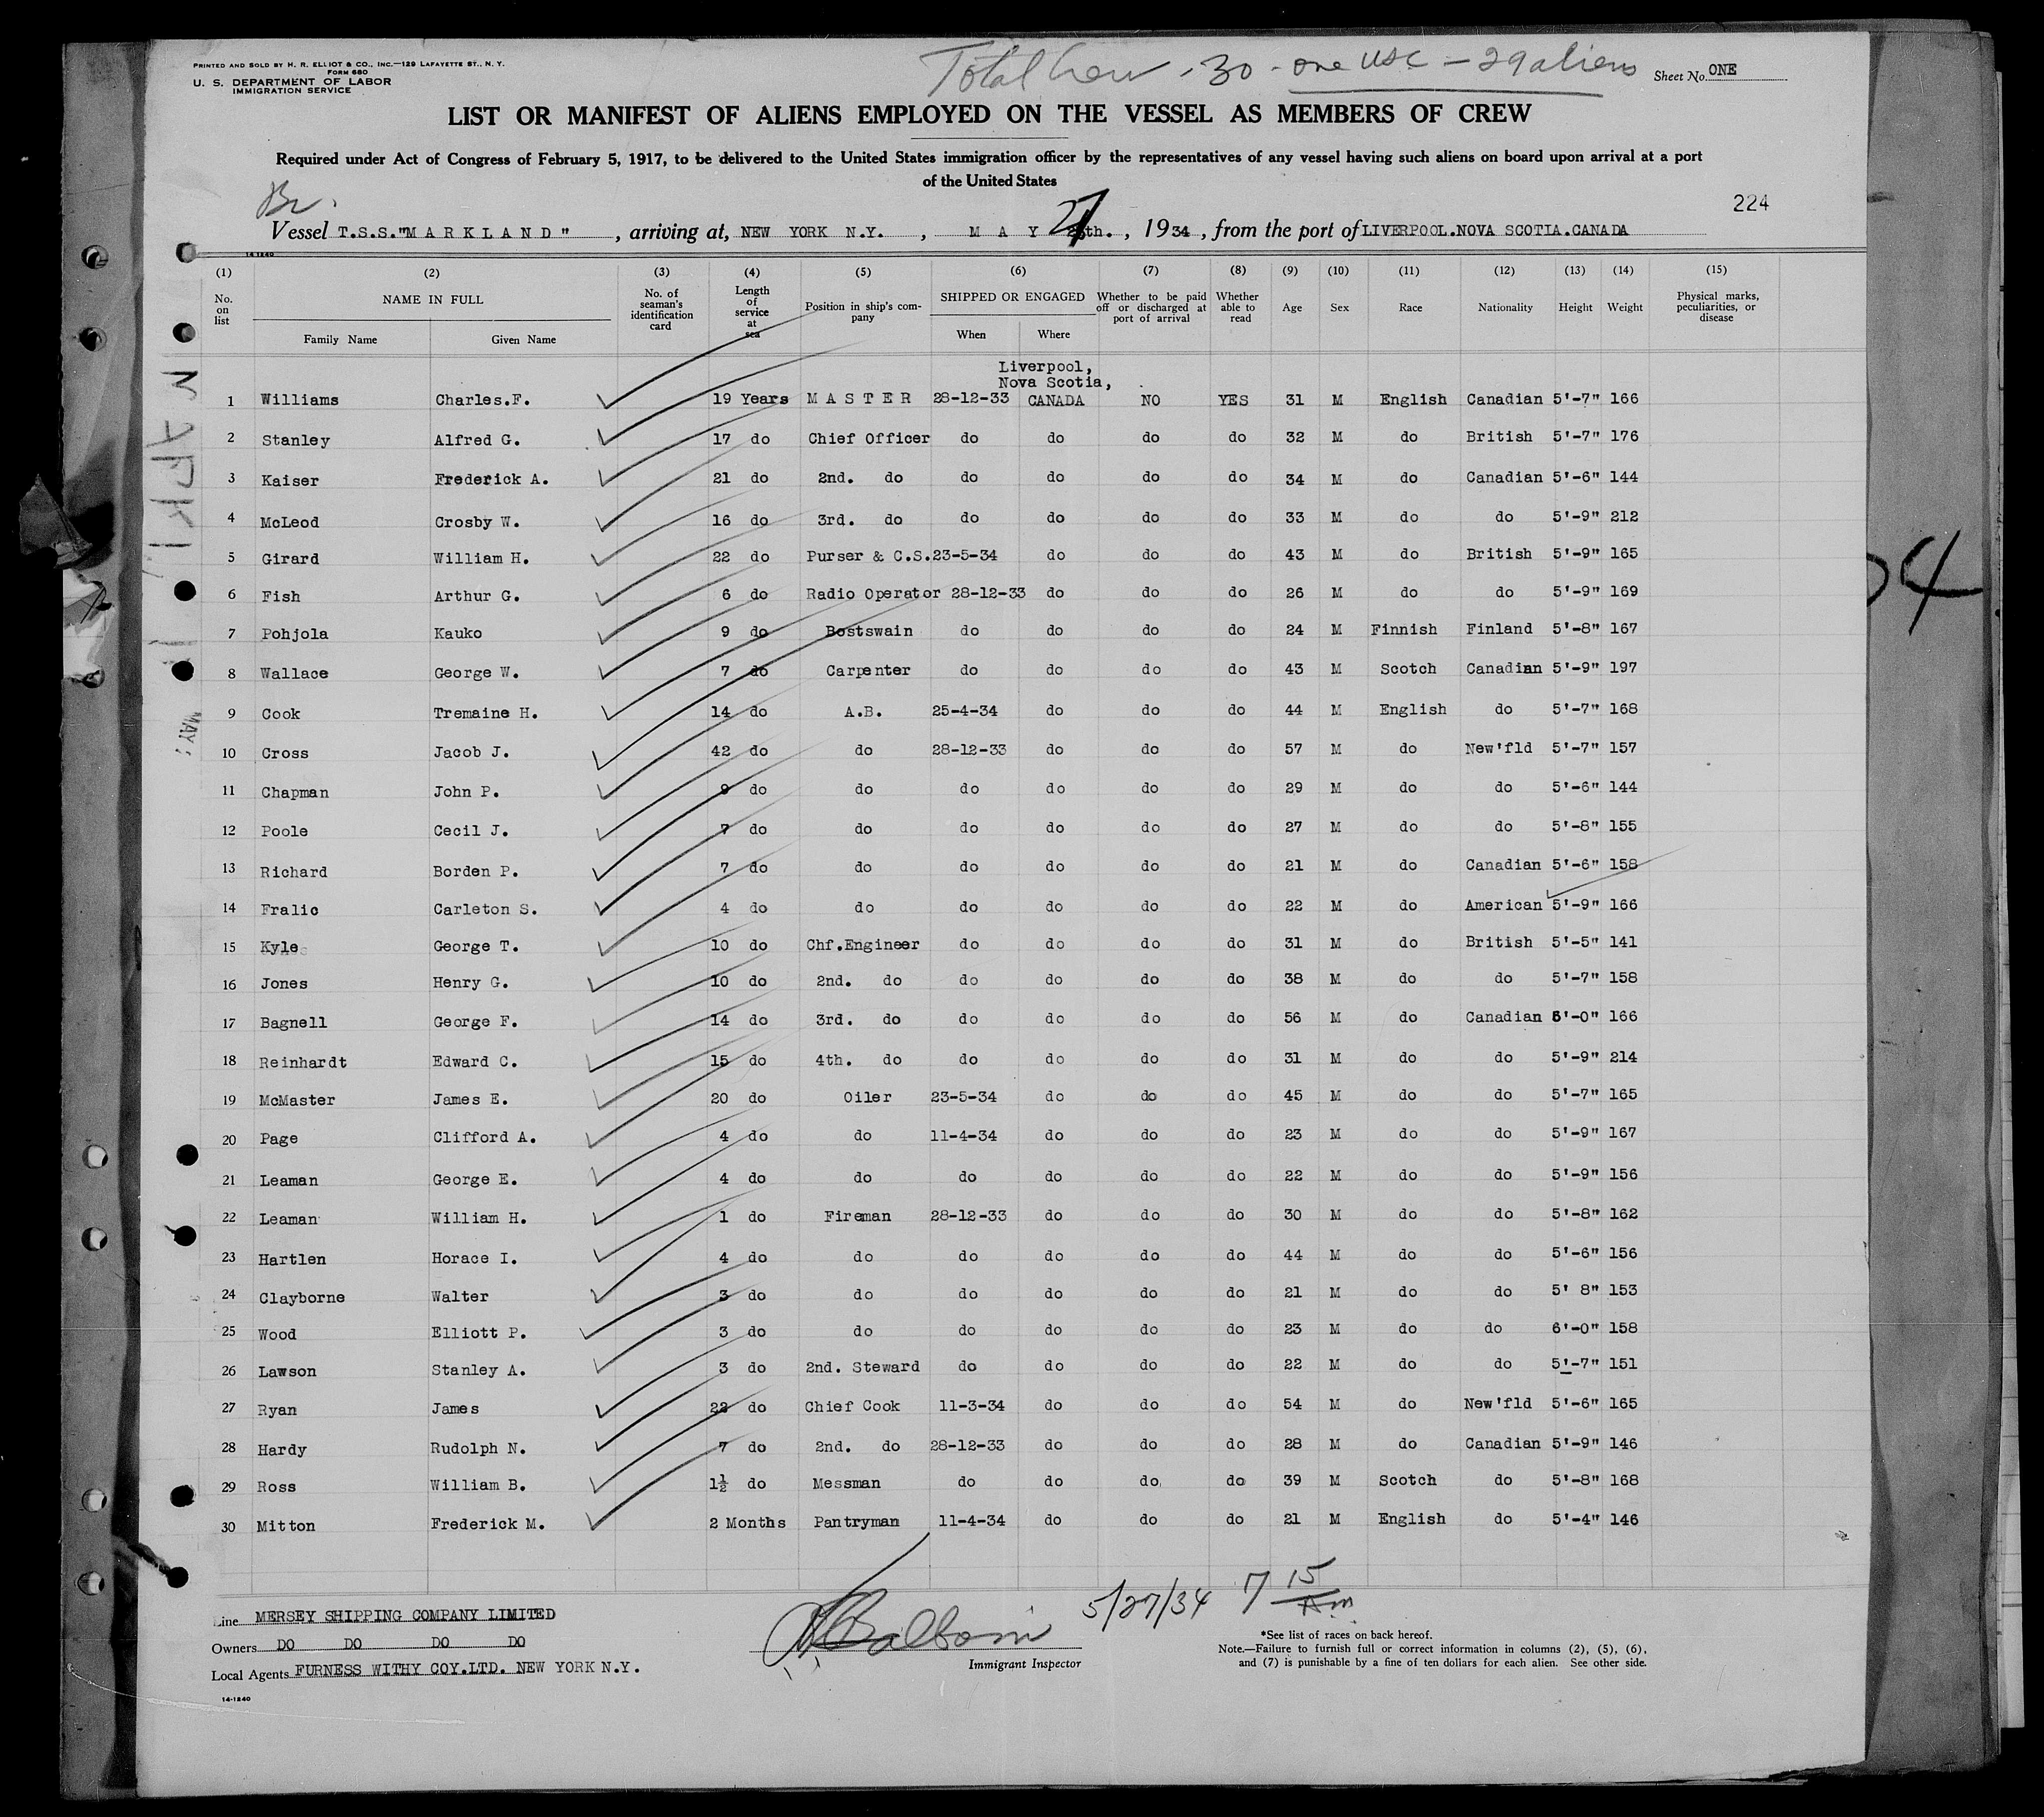 Total Crew - 30 - one USC - 29 aliens
PRINTED AND SOLD BY H. R. ELLIOT & CO., INC.—129 LAFAYETTE ST., N. Y.
FORM 680
U. S. DEPARTMENT OF LABOR
IMMIGRATION SERVICE
Sheet No. ONE
LIST OR MANIFEST OF ALIENS EMPLOYED ON THE VESSEL AS MEMBERS OF CREW
Required under Act of Congress of February 5, 1917, to be delivered to the United States immigration officer by the representatives of any vessel having such aliens on board upon arrival at a port
of the United States
Br.
224
Vessel T.S.S."MARKLAND", arriving at, NEW YORK N.Y., MAY 27 th., 1934, from the port of LIVERPOOL.NOVA SCOTIA.CANADA
14-1240
(1) (2) (3) (4) (5) (6) (7) (8) (9) (10) (11) (12) (13) (14) (15)
No. on list NAME IN FULL Family Name Given Name No. of seaman's identification card Length of service at sea Position in ship's company SHIPPED OR ENGAGED When Where Whether to be paid off or discharged at port of arrival Whether able to read Age Sex Race Nationality Height Weight Physical marks, peculiarities, or disease
Liverpool,
Nova Scotia,
1 Williams Charles.F. 19 Years MASTER 28-12-33 CANADA NO YES 31 M English Canadian 5'-7" 166
2 Stanley Alfred G. 17 do Chief Officer do do do do 32 M do British 5'-7" 176
3 Kaiser Frederick A. 21 do 2nd. do do do do do 34 M do Canadian 5'-6" 144
4 McLeod Crosby W. 16 do 3rd. do do do do do 33 M do do 5'-9" 212
5 Girard William H. 22 do Purser & C.S. 23-5-34 do do do 43 M do British 5'-9" 165
6 Fish Arthur G. 6 do Radio Operator 28-12-33 do do do 26 M do do 5'-9" 169
7 Pohjola Kauko 9 do Bostswain do do do do 24 M Finnish Finland 5'-8" 167
8 Wallace George W. 7 do Carpenter do do do do 43 M Scotch Canadian 5'-9" 197
9 Cook Tremaine H. 14 do A.B. 25-4-34 do do do 44 M English do 5'-7" 168
10 Cross Jacob J. 42 do do 28-12-33 do do do 57 M do New'fld 5'-7" 157
11 Chapman John P. 9 do do do do do do 29 M do do 5'-6" 144
12 Poole Cecil J. 7 do do do do do do 27 M do do 5'-8" 155
13 Richard Borden P. 7 do do do do do do 21 M do Canadian 5'-6" 158
14 Fralic Carleton S. 4 do do do do do do 22 M do American 5'-9" 166
15 Kyle George T. 10 do Chf.Engineer do do do do 31 M do British 5'-5" 141
16 Jones Henry G. 10 do 2nd. do do do do do 38 M do do 5'-7" 158
17 Bagnell George F. 14 do 3rd. do do do do do 56 M do Canadian 6'-0" 166
18 Reinhardt Edward C. 15 do 4th. do do do do do 31 M do do 5'-9" 214
19 McMaster James E. 20 do Oiler 23-5-34 do do do 45 M do do 5'-7" 165
20 Page Clifford A. 4 do do 11-4-34 do do do 23 M do do 5'-9" 167
21 Leaman George E. 4 do do do do do do 22 M do do 5'-9" 156
22 Leaman William H. 1 do Fireman 28-12-33 do do do 30 M do do 5'-8" 162
23 Hartlen Horace I. 4 do do do do do do 44 M do do 5'-6" 156
24 Clayborne Walter 3 do do do do do do 21 M do do 5' 8" 153
25 Wood Elliott P. 3 do do do do do do 23 M do do 6'-0" 158
26 Lawson Stanley A. 3 do 2nd. Steward do do do do 22 M do do 5'-7" 151
27 Ryan James 22 do Chief Cook 11-3-34 do do do 54 M do New'fld 5'-6" 165
28 Hardy Rudolph N. 7 do 2nd. do 28-12-33 do do do 28 M do Canadian 5'-9" 146
29 Ross William B. 1½ do Messman do do do do 39 M Scotch do 5'-8" 168
30 Mitton Frederick M. 2 Months Pantryman 11-4-34 do do do 21 M English do 5'-4" 146
Line MERSEY SHIPPING COMPANY LIMITED
Owners DO DO DO DO
Local Agents FURNESS WITHY COY.LTD. NEW YORK N.Y.
14-1240
5/27/34 7 15 Am
Immigrant Inspector
*See list of races on back hereof.
Note.—Failure to furnish full or correct information in columns (2), (5), (6),
and (7) is punishable by a fine of ten dollars for each alien. See other side.